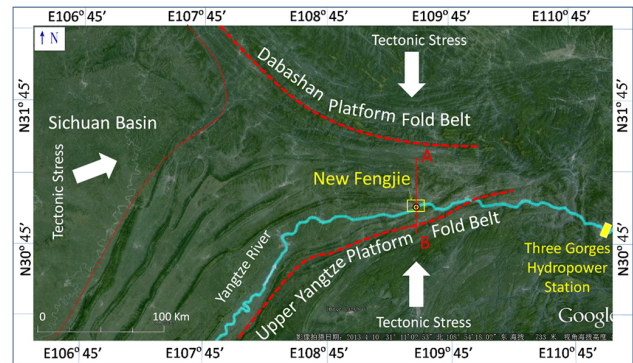 E106°45′ E107°45′ E108°45′ E109°45′ E110°45′
N
Tectonic Stress
Dabashan Platform Fold Belt
N31°45′
N31°45′
Sichuan Basin
Tectonic Stress
A
New Fengjie
B
Yangtze River
Upper Yangtze Platform Fold Belt
N30°45′
N30°45′
Three Gorges
Hydropower
Station
0 100 Km
Tectonic Stress
Google
E106°45′ E107°45′ E108°45′ E109°45′ E110°45′